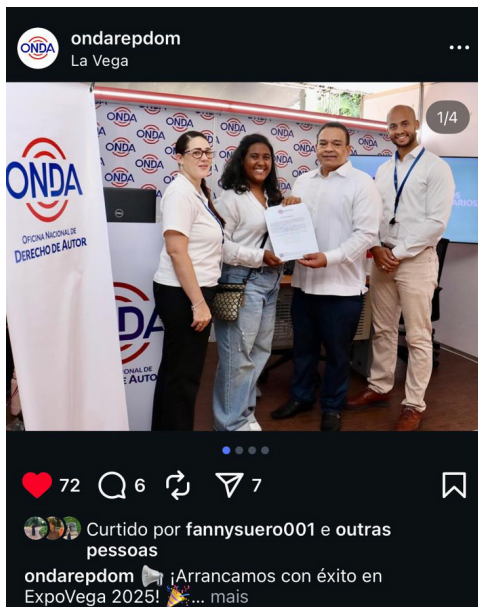 ondarepdom
La Vega
1/4
ONDA
OFICINA NACIONAL DE
DERECHO DE AUTOR
ONDA
72
6
7
Curtido por fannysuero001 e outras
pessoas
ondarepdom 📢 ¡Arrancamos con éxito en
ExpoVega 2025! 🎉... mais